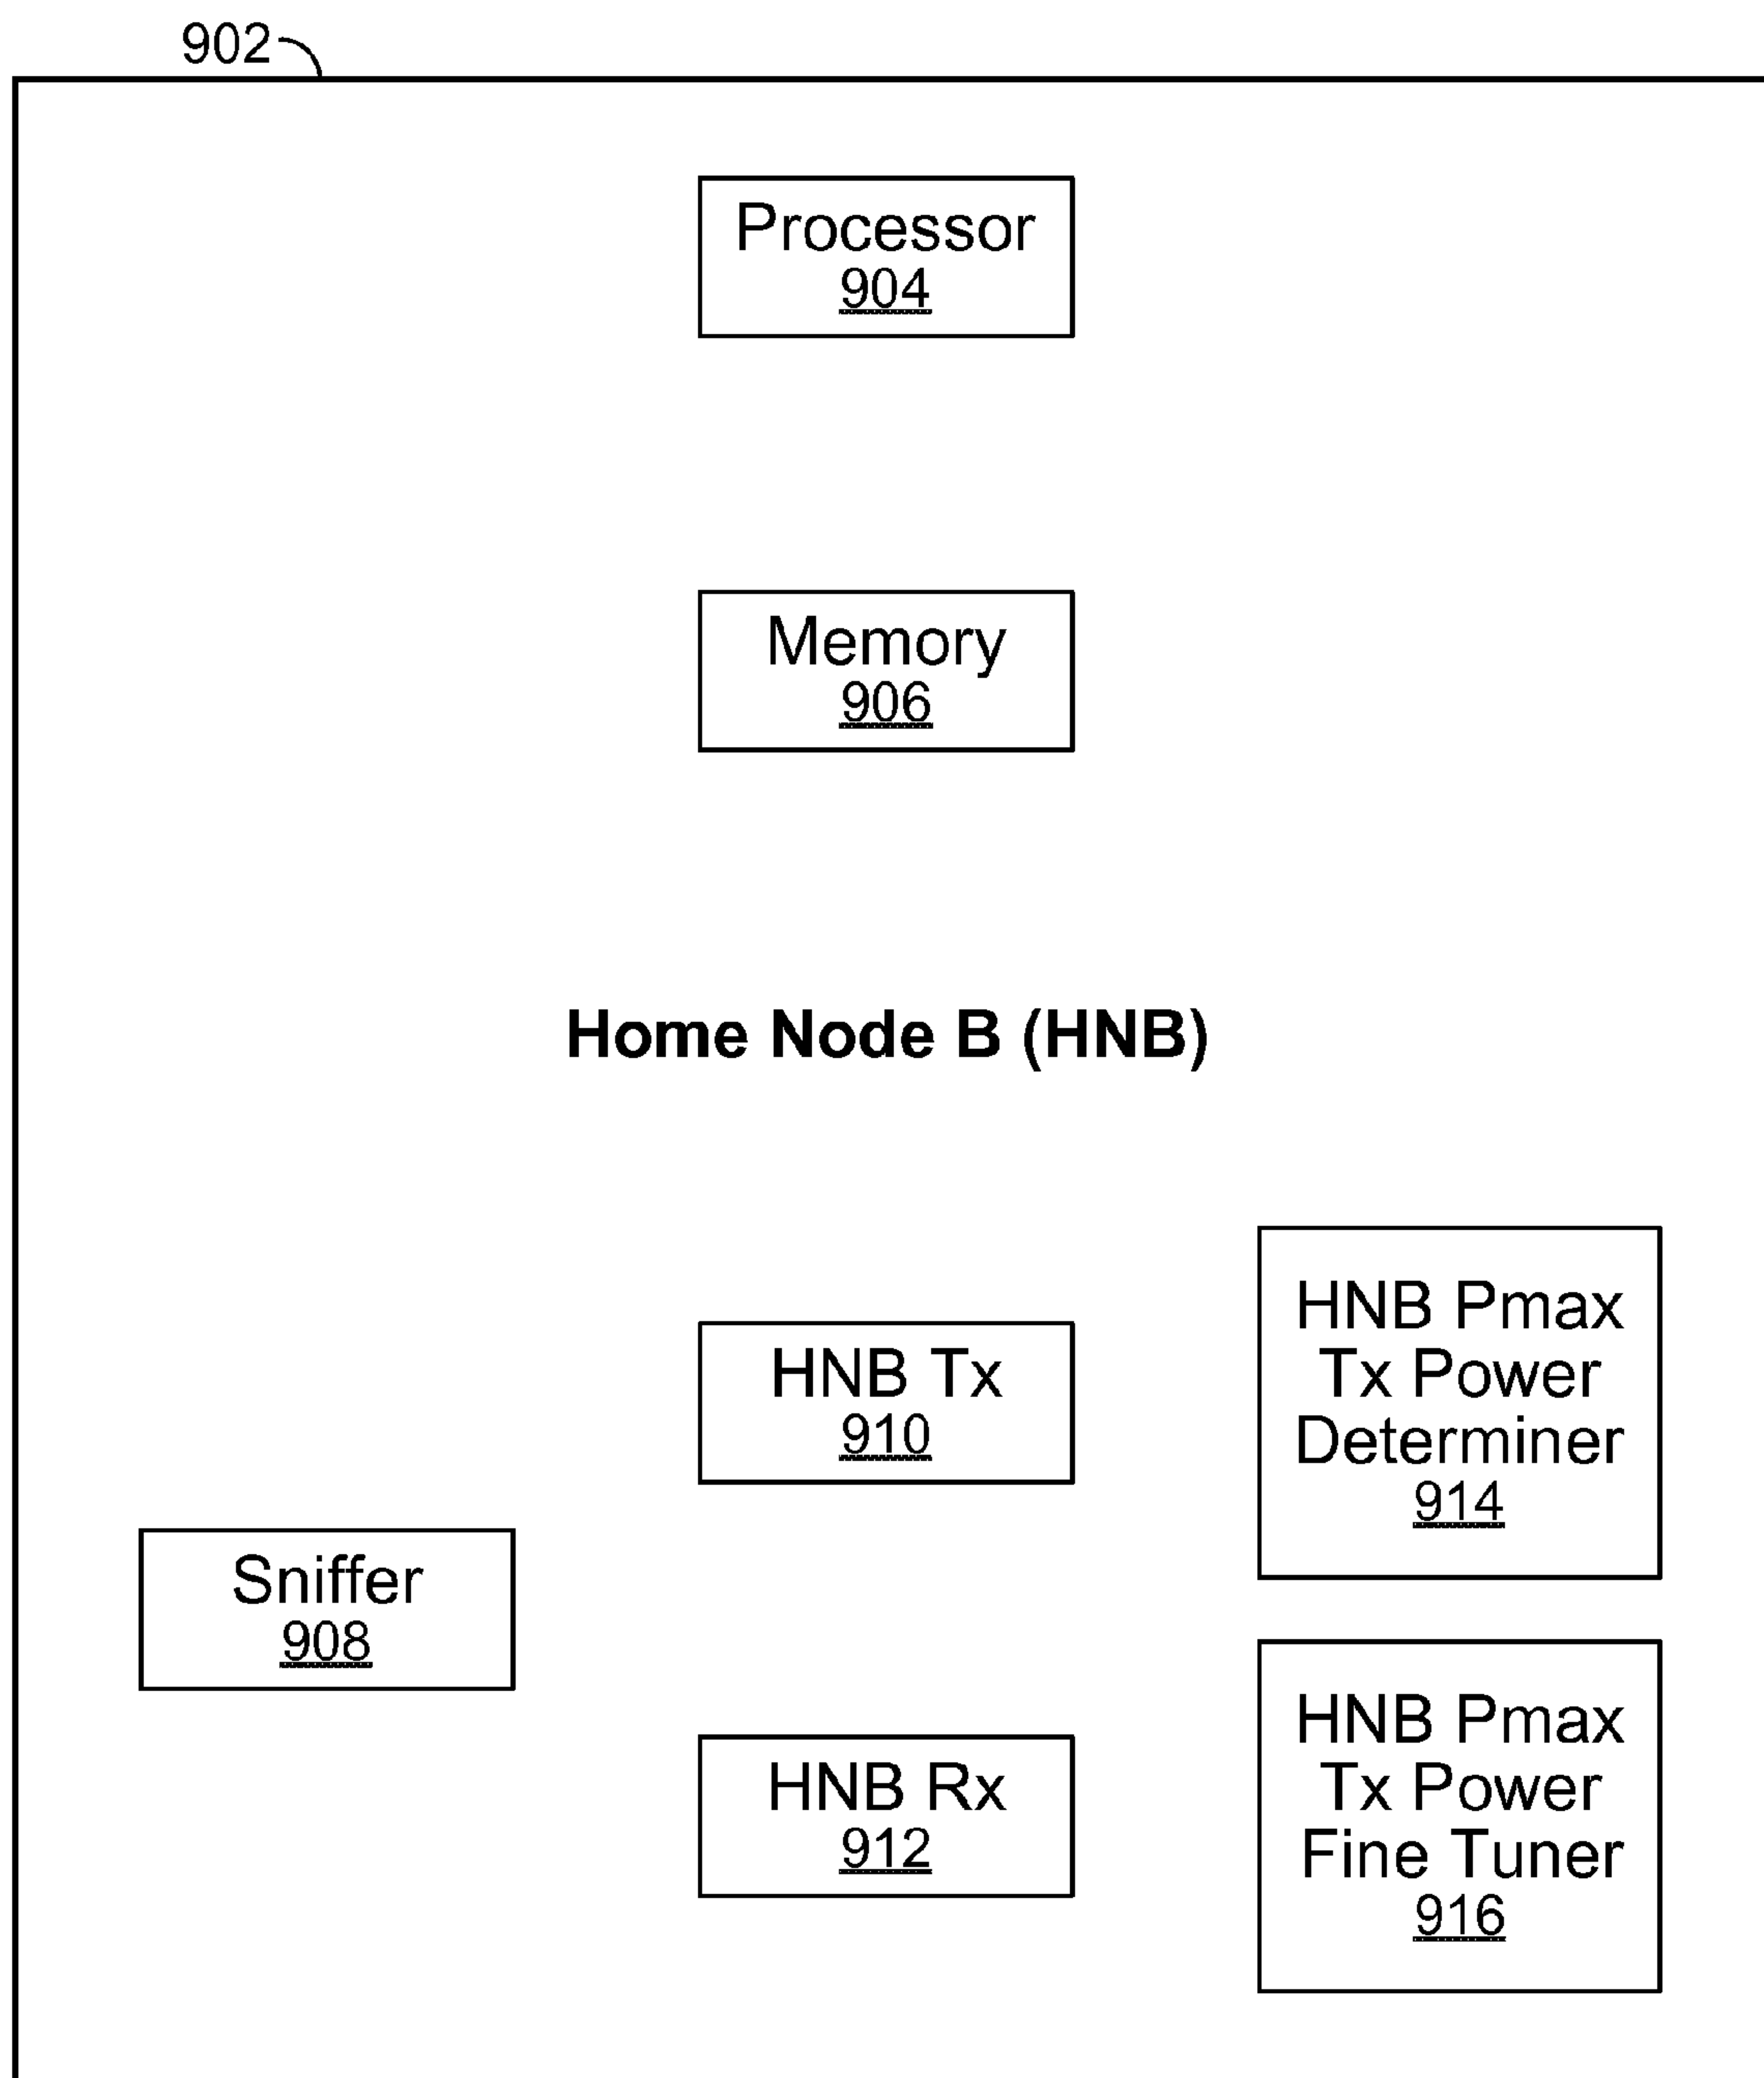 902
Processor
904
Memory
906
Home Node B (HNB)
HNB Tx
910
HNB Pmax
Tx Power
Determiner
914
Sniffer
908
HNB Rx
912
HNB Pmax
Tx Power
Fine Tuner
916